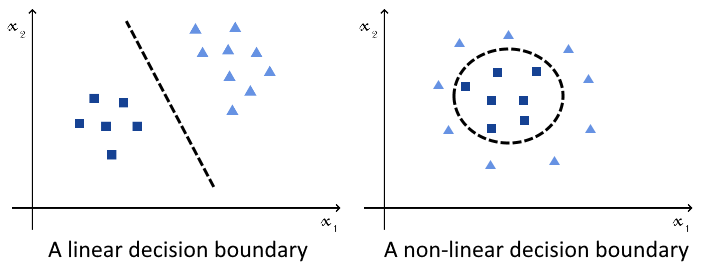 x₂
x₁
A linear decision boundary
x₂
x₁
A non-linear decision boundary